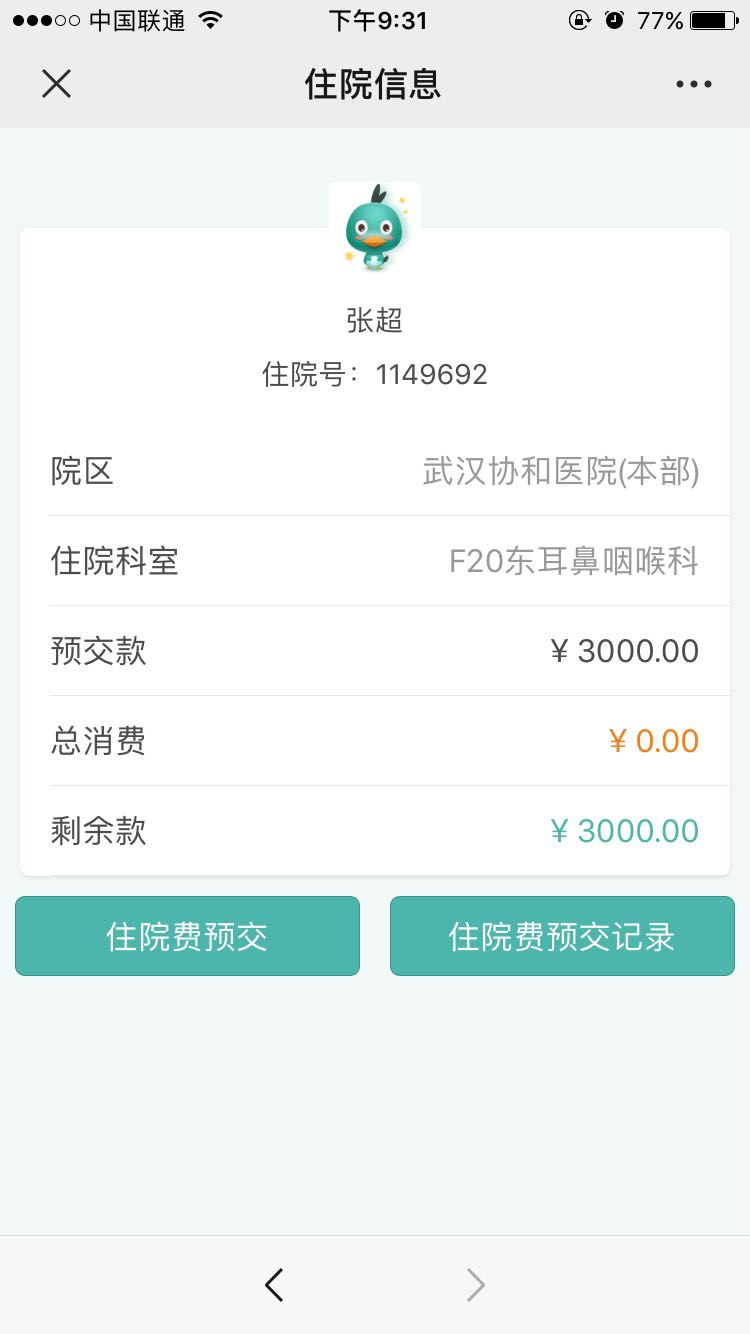 中国联通 下午9:31 77%
住院信息
张超
住院号：1149692
院区 武汉协和医院(本部)
住院科室 F20东耳鼻咽喉科
预交款 ¥ 3000.00
总消费 ¥ 0.00
剩余款 ¥ 3000.00
住院费预交 住院费预交记录